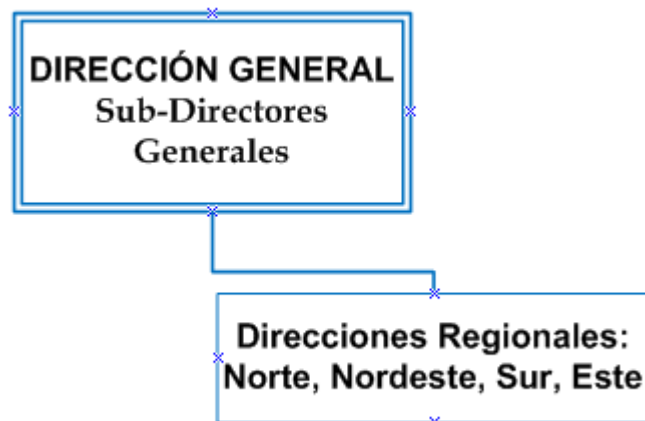 DIRECCIÓN GENERAL
Sub-Directores
Generales
Direcciones Regionales:
Norte, Nordeste, Sur, Este